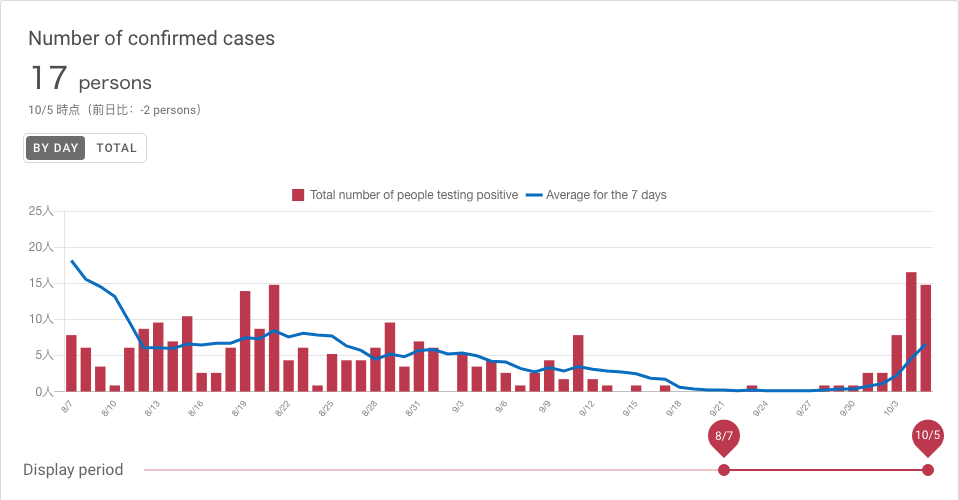 Number of confirmed cases
17 persons
10/5 時点（前日比：-2 persons）
BY DAY TOTAL
Total number of people testing positive Average for the 7 days
25人
20人
15人
10人
5人
0人
8/7 8/10 8/13 8/16 8/19 8/22 8/25 8/28 8/31 9/3 9/6 9/9 9/12 9/15 9/18 9/21 9/24 9/27 9/30 10/3
8/7 10/5
Display period